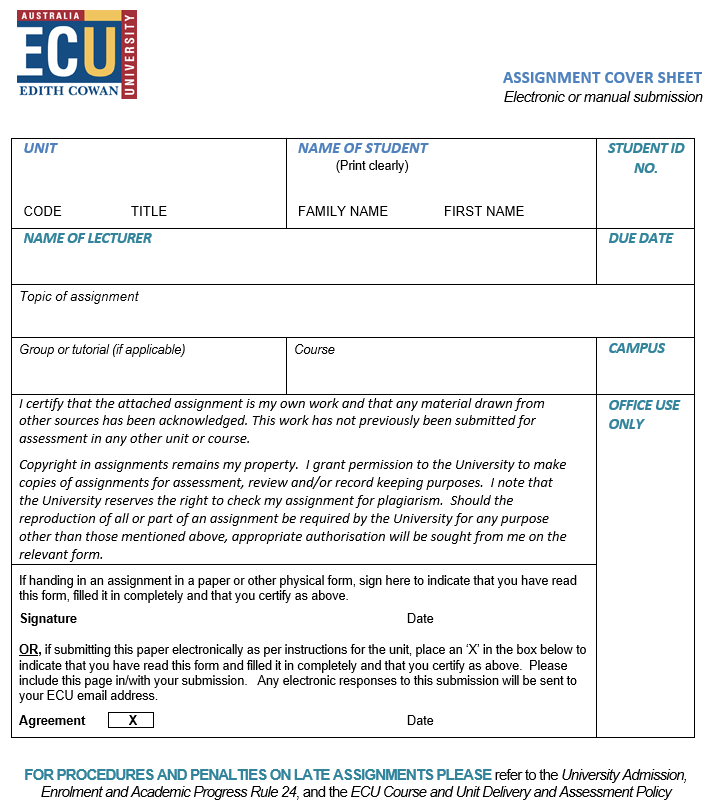 AUSTRALIA
ECU
UNIVERSITY
EDITH COWAN
ASSIGNMENT COVER SHEET
Electronic or manual submission
UNIT
NAME OF STUDENT
(Print clearly)
STUDENT ID
NO.
CODE TITLE
FAMILY NAME FIRST NAME
NAME OF LECTURER
DUE DATE
Topic of assignment
Group or tutorial (if applicable)
Course
CAMPUS
I certify that the attached assignment is my own work and that any material drawn from
other sources has been acknowledged. This work has not previously been submitted for
assessment in any other unit or course.
Copyright in assignments remains my property. I grant permission to the University to make
copies of assignments for assessment, review and/or record keeping purposes. I note that
the University reserves the right to check my assignment for plagiarism. Should the
reproduction of all or part of an assignment be required by the University for any purpose
other than those mentioned above, appropriate authorisation will be sought from me on the
relevant form.
OFFICE USE
ONLY
If handing in an assignment in a paper or other physical form, sign here to indicate that you have read
this form, filled it in completely and that you certify as above.
Signature Date
OR, if submitting this paper electronically as per instructions for the unit, place an ‘X’ in the box below to
indicate that you have read this form and filled it in completely and that you certify as above. Please
include this page in/with your submission. Any electronic responses to this submission will be sent to
your ECU email address.
Agreement X Date
FOR PROCEDURES AND PENALTIES ON LATE ASSIGNMENTS PLEASE refer to the University Admission,
Enrolment and Academic Progress Rule 24, and the ECU Course and Unit Delivery and Assessment Policy